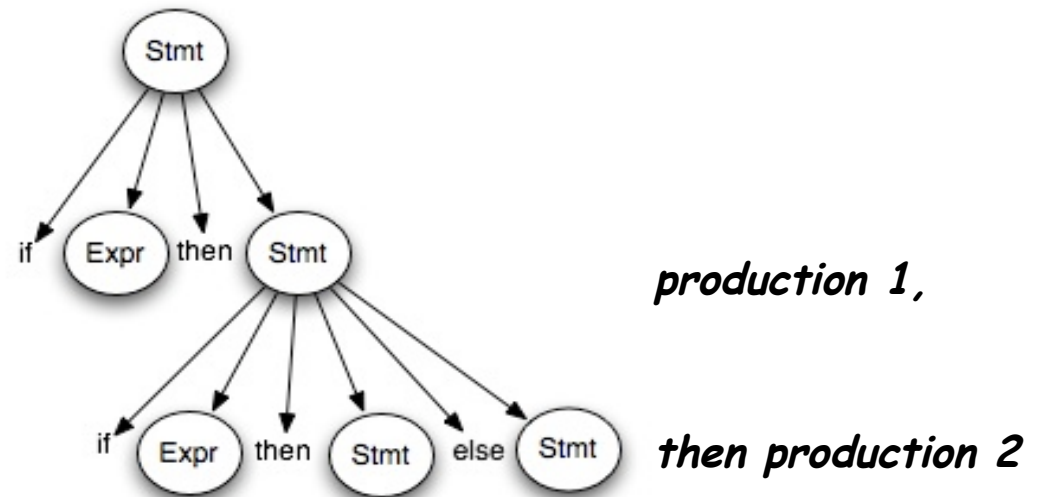 Stmt
if Expr then Stmt
production 1,
if Expr then Stmt else Stmt
then production 2